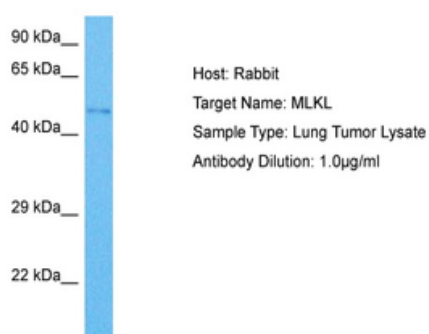 90 kDa__
65 kDa__
40 kDa__
29 kDa__
22 kDa__
Host: Rabbit
Target Name: MLKL
Sample Type: Lung Tumor Lysate
Antibody Dilution: 1.0μg/ml